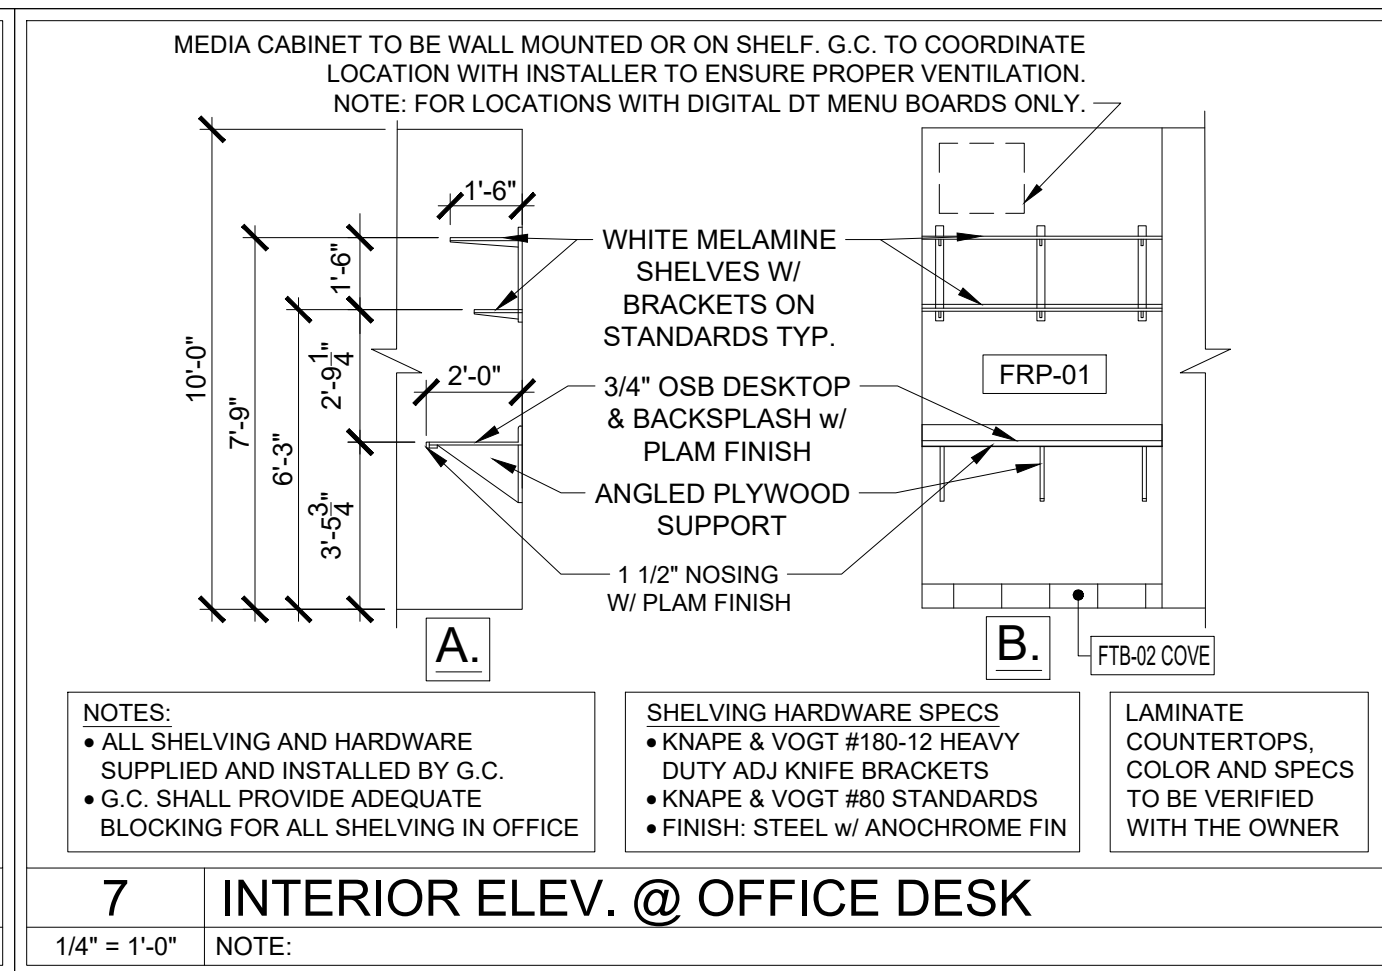 MEDIA CABINET TO BE WALL MOUNTED OR ON SHELF. G.C. TO COORDINATE
LOCATION WITH INSTALLER TO ENSURE PROPER VENTILATION.
NOTE: FOR LOCATIONS WITH DIGITAL DT MENU BOARDS ONLY.
10'-0"
7'-9"
6'-3"
1'-6"
2'-9 1/4"
3'-5 3/4"
1'-6"
2'-0"
WHITE MELAMINE
SHELVES W/
BRACKETS ON
STANDARDS TYP.
3/4" OSB DESKTOP
& BACKSPLASH w/
PLAM FINISH
ANGLED PLYWOOD
SUPPORT
1 1/2" NOSING
W/ PLAM FINISH
FRP-01
A.
B.
FTB-02 COVE
NOTES:
• ALL SHELVING AND HARDWARE
SUPPLIED AND INSTALLED BY G.C.
• G.C. SHALL PROVIDE ADEQUATE
BLOCKING FOR ALL SHELVING IN OFFICE
SHELVING HARDWARE SPECS
• KNAPE & VOGT #180-12 HEAVY
DUTY ADJ KNIFE BRACKETS
• KNAPE & VOGT #80 STANDARDS
• FINISH: STEEL w/ ANOCHROME FIN
LAMINATE
COUNTERTOPS,
COLOR AND SPECS
TO BE VERIFIED
WITH THE OWNER
7
INTERIOR ELEV. @ OFFICE DESK
1/4" = 1'-0"
NOTE: